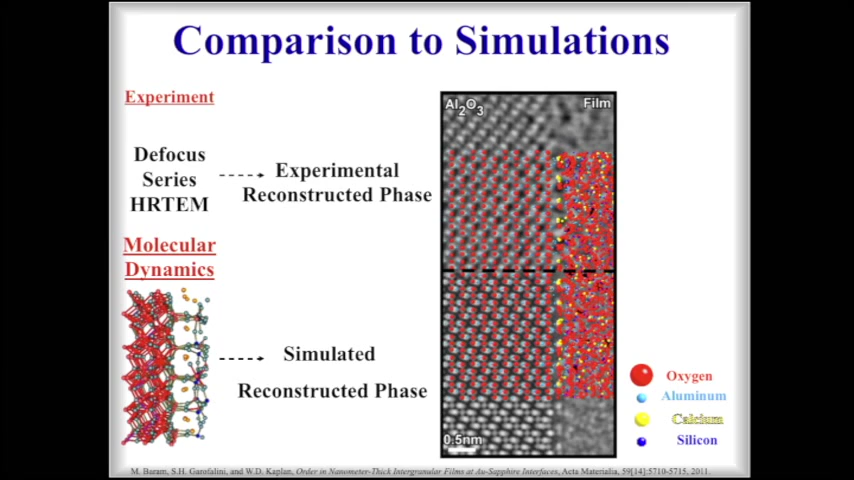 Comparison to Simulations
Experiment
Defocus
Series
HRTEM
Experimental
Reconstructed Phase
Molecular
Dynamics
Simulated
Reconstructed Phase
Al2O3
Film
0.5nm
Oxygen
Aluminum
Calcium
Silicon
M. Baram, S.H. Garofalini, and W.D. Kaplan, Order in Nanometer-Thick Intergranular Films at Au-Sapphire Interfaces, Acta Materialia, 59[14]:5710-5715, 2011.